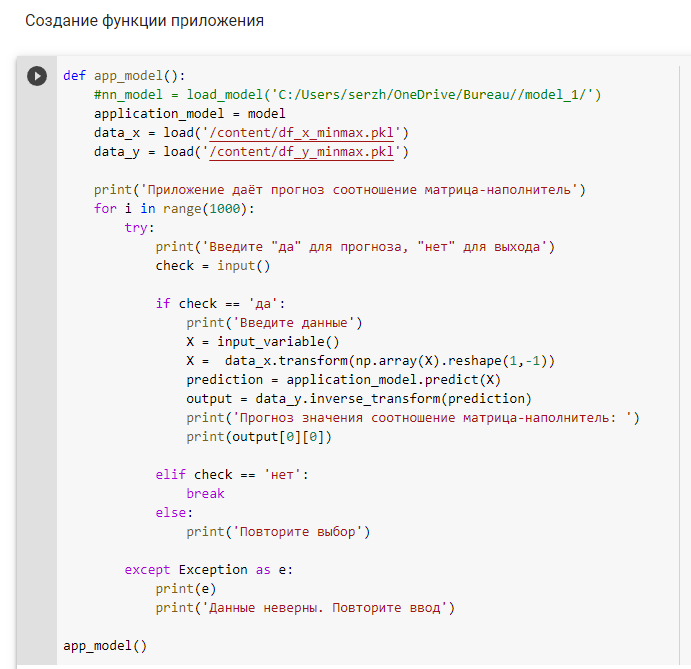 Создание функции приложения
def app_model():
    #nn_model = load_model('C:/Users/serzh/OneDrive/Bureau//model_1/')
    application_model = model
    data_x = load('/content/df_x_minmax.pkl')
    data_y = load('/content/df_y_minmax.pkl')

    print('Приложение даёт прогноз соотношение матрица-наполнитель')
    for i in range(1000):
        try:
            print('Введите "да" для прогноза, "нет" для выхода')
            check = input()

            if check == 'да':
                print('Введите данные')
                X = input_variable()
                X =  data_x.transform(np.array(X).reshape(1,-1))
                prediction = application_model.predict(X)
                output = data_y.inverse_transform(prediction)
                print('Прогноз значения соотношение матрица-наполнитель: ')
                print(output[0][0])

            elif check == 'нет':
                break
            else:
                print('Повторите выбор')

        except Exception as e:
            print(e)
            print('Данные неверны. Повторите ввод')

app_model()